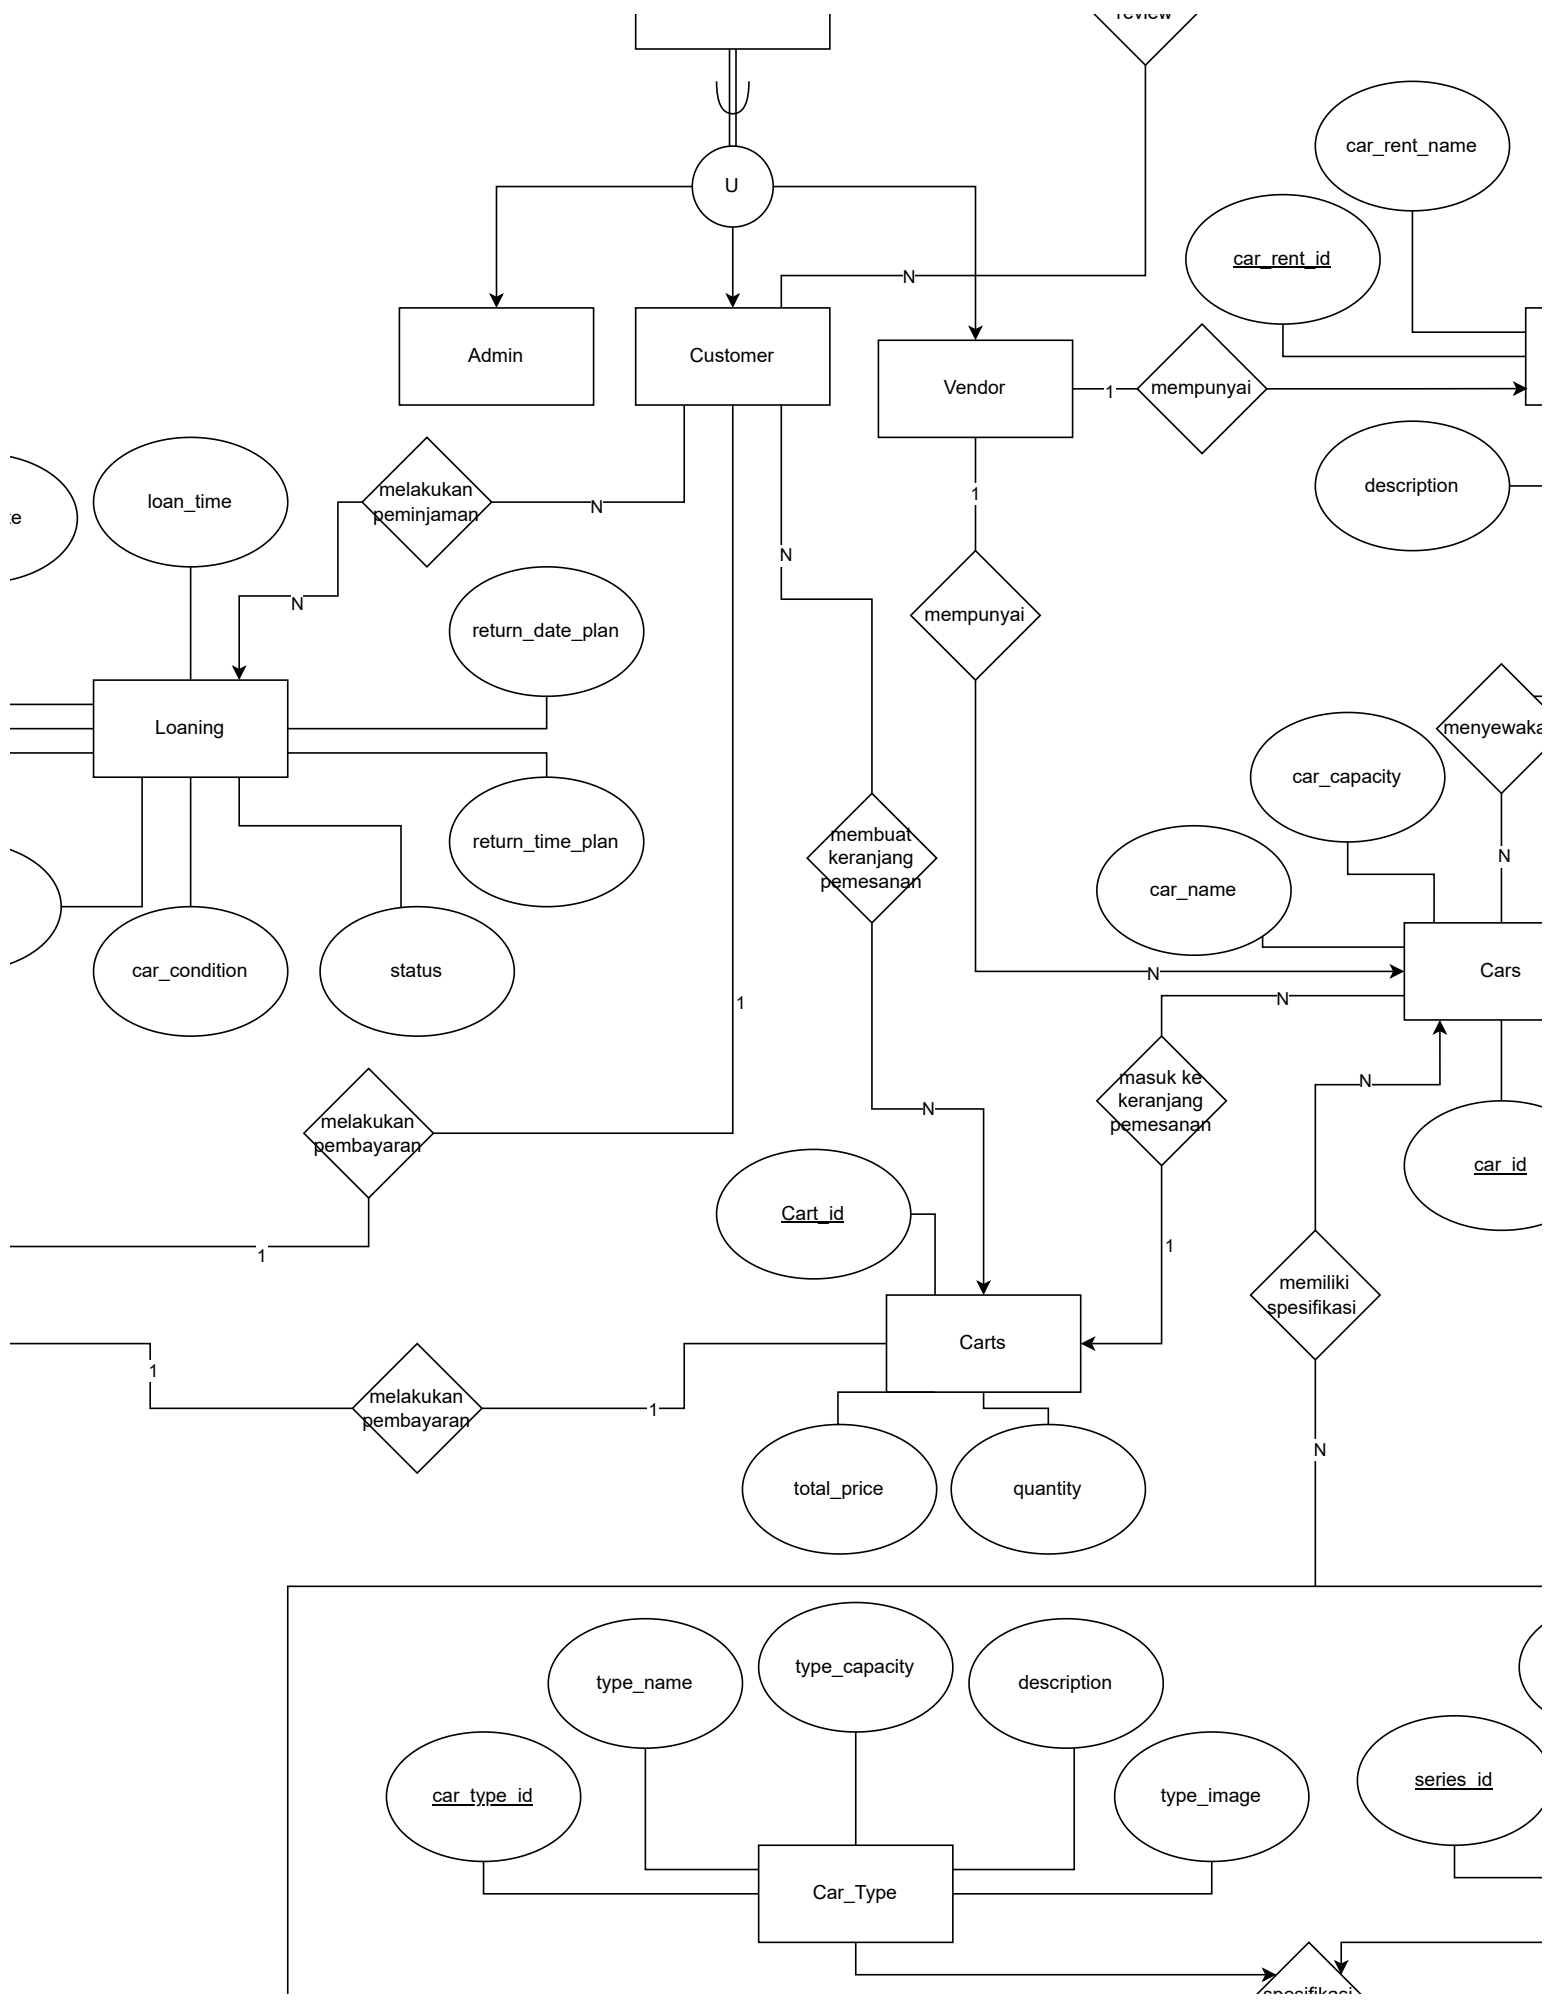 review
car_rent_name
U
car_rent_id
N
Admin
Customer
Vendor
1
mempunyai
description
melakukan
peminjaman
N
1
loan_time
te
N
N
mempunyai
return_date_plan
Loaning
car_capacity
menyewaka
return_time_plan
membuat
keranjang
pemesanan
N
car_name
car_condition
status
N
Cars
1
N
N
N
masuk ke
keranjang
pemesanan
melakukan
pembayaran
car_id
Cart_id
1
1
memiliki
spesifikasi
Carts
1
melakukan
pembayaran
1
N
total_price
quantity
type_name
type_capacity
description
car_type_id
type_image
series_id
Car_Type
spesifikasi